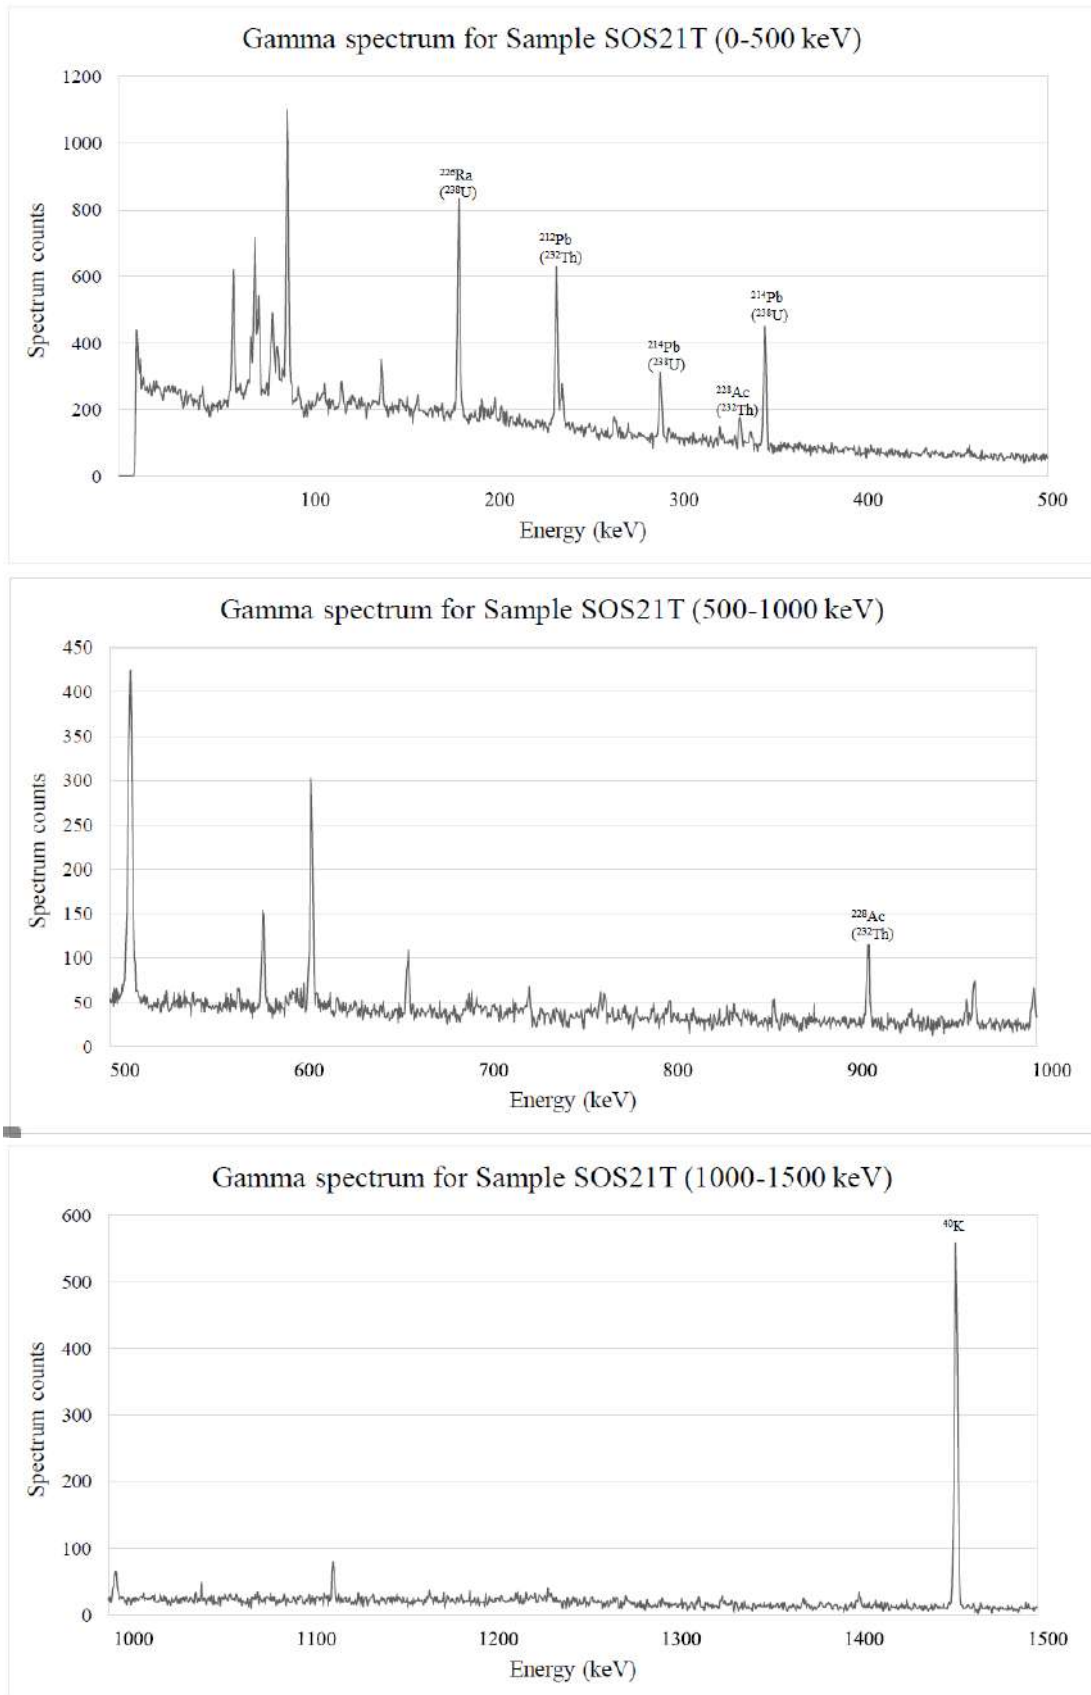 Gamma spectrum for Sample SOS21T (0-500 keV)
1200
1000
800
600
400
200
0
Spectrum counts
²²⁶Ra
(²³⁸U)
²¹²Pb
(²³²Th)
²¹⁴Pb
(²³⁸U)
²²⁸Ac
(²³²Th)
²¹⁴Pb
(²³⁸U)
100 200 300 400 500
Energy (keV)
Gamma spectrum for Sample SOS21T (500-1000 keV)
450
400
350
300
250
200
150
100
50
0
Spectrum counts
²²⁸Ac
(²³²Th)
500 600 700 800 900 1000
Energy (keV)
Gamma spectrum for Sample SOS21T (1000-1500 keV)
600
500
400
300
200
100
0
Spectrum counts
⁴⁰K
1000 1100 1200 1300 1400 1500
Energy (keV)